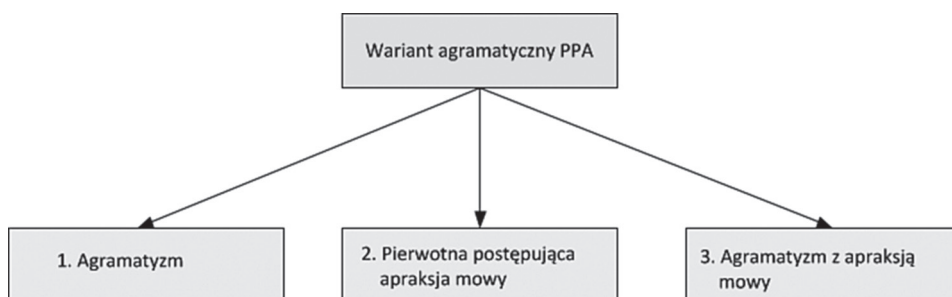 Wariant agramatyczny PPA
1. Agramatyzm
2. Pierwotna postępująca
apraksja mowy
3. Agramatyzm z apraksją
mowy